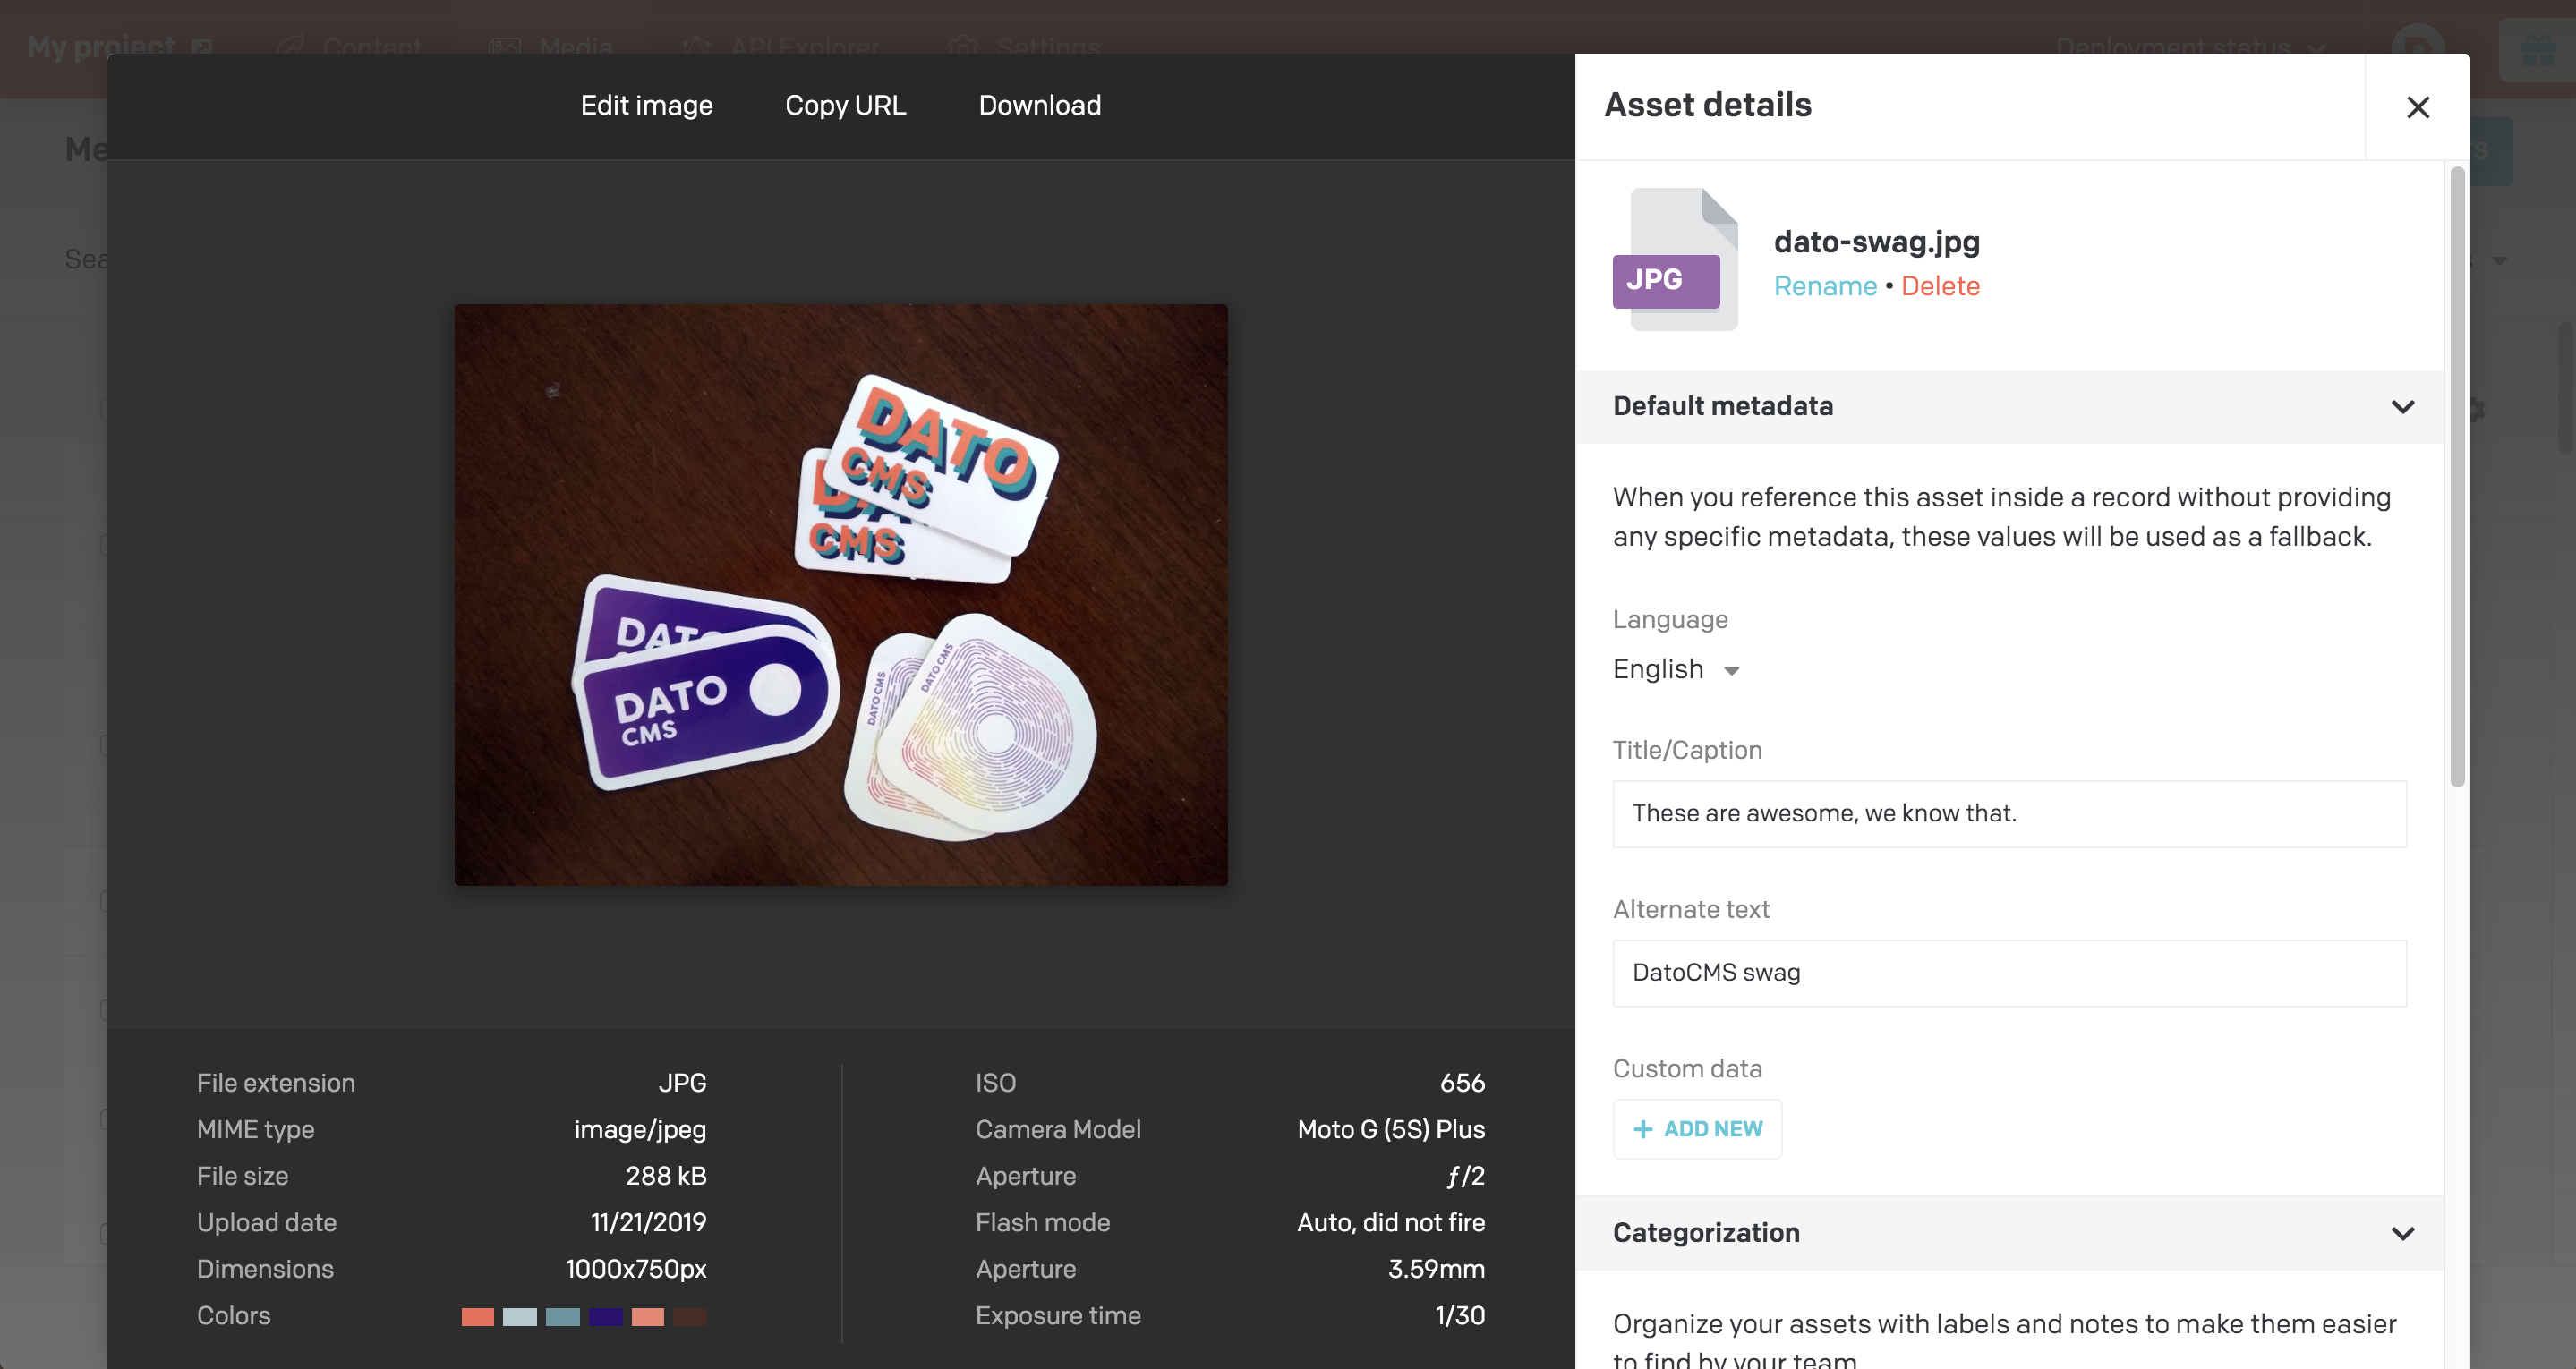 My project
Content
Media
API Explorer
Settings
Deployment status
Edit image
Copy URL
Download
Asset details
JPG
dato-swag.jpg
Rename • Delete
Default metadata
When you reference this asset inside a record without providing
any specific metadata, these values will be used as a fallback.
Language
English
Title/Caption
These are awesome, we know that.
Alternate text
DatoCMS swag
Custom data
+ ADD NEW
Categorization
Organize your assets with labels and notes to make them easier
to find by your team
DATO
CMS
CMS
DATO
CMS
DATO CMS
DATO CMS
File extension JPG
MIME type image/jpeg
File size 288 kB
Upload date 11/21/2019
Dimensions 1000x750px
Colors
ISO 656
Camera Model Moto G (5S) Plus
Aperture ƒ/2
Flash mode Auto, did not fire
Aperture 3.59mm
Exposure time 1/30